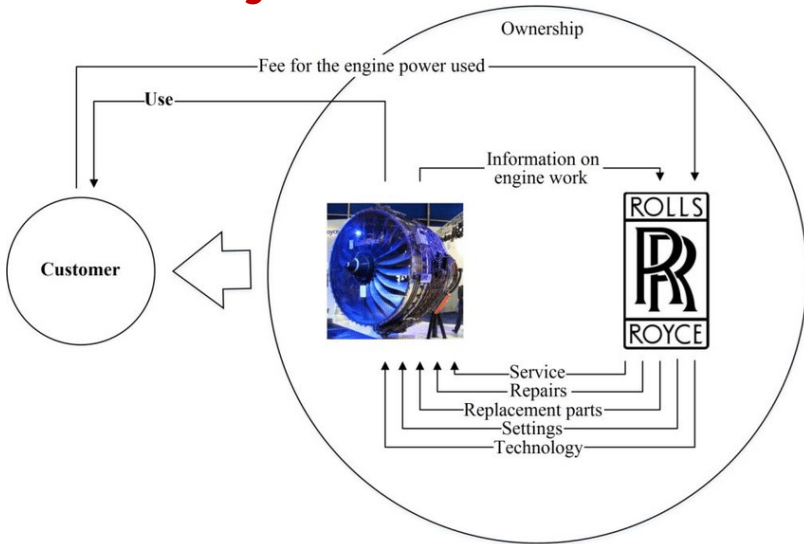 Ownership
Fee for the engine power used
Use
Information on
engine work
ROLLS
RR
ROYCE
Customer
Service
Repairs
Replacement parts
Settings
Technology